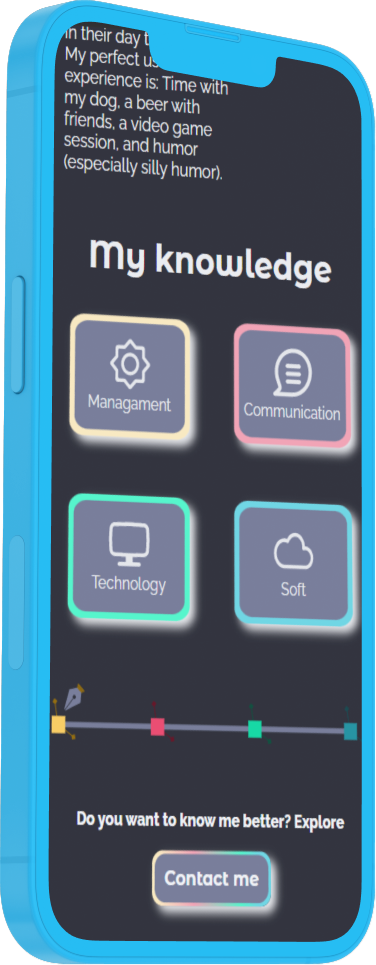 in their day t
My perfect us
experience is: Time with
my dog, a beer with
friends, a video game
session, and humor
(especially silly humor).
My knowledge
Managament
Communication
Technology
Soft
Do you want to know me better? Explore
Contact me